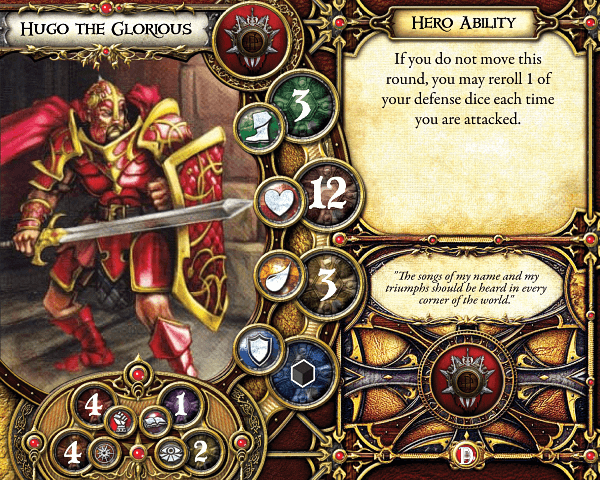 Hugo the Glorious
Hero Ability
If you do not move this
round, you may reroll 1 of
your defense dice each time
you are attacked.
3
12
3
4 1
4 2
"The songs of my name and my
triumphs should be heard in every
corner of the world."
D